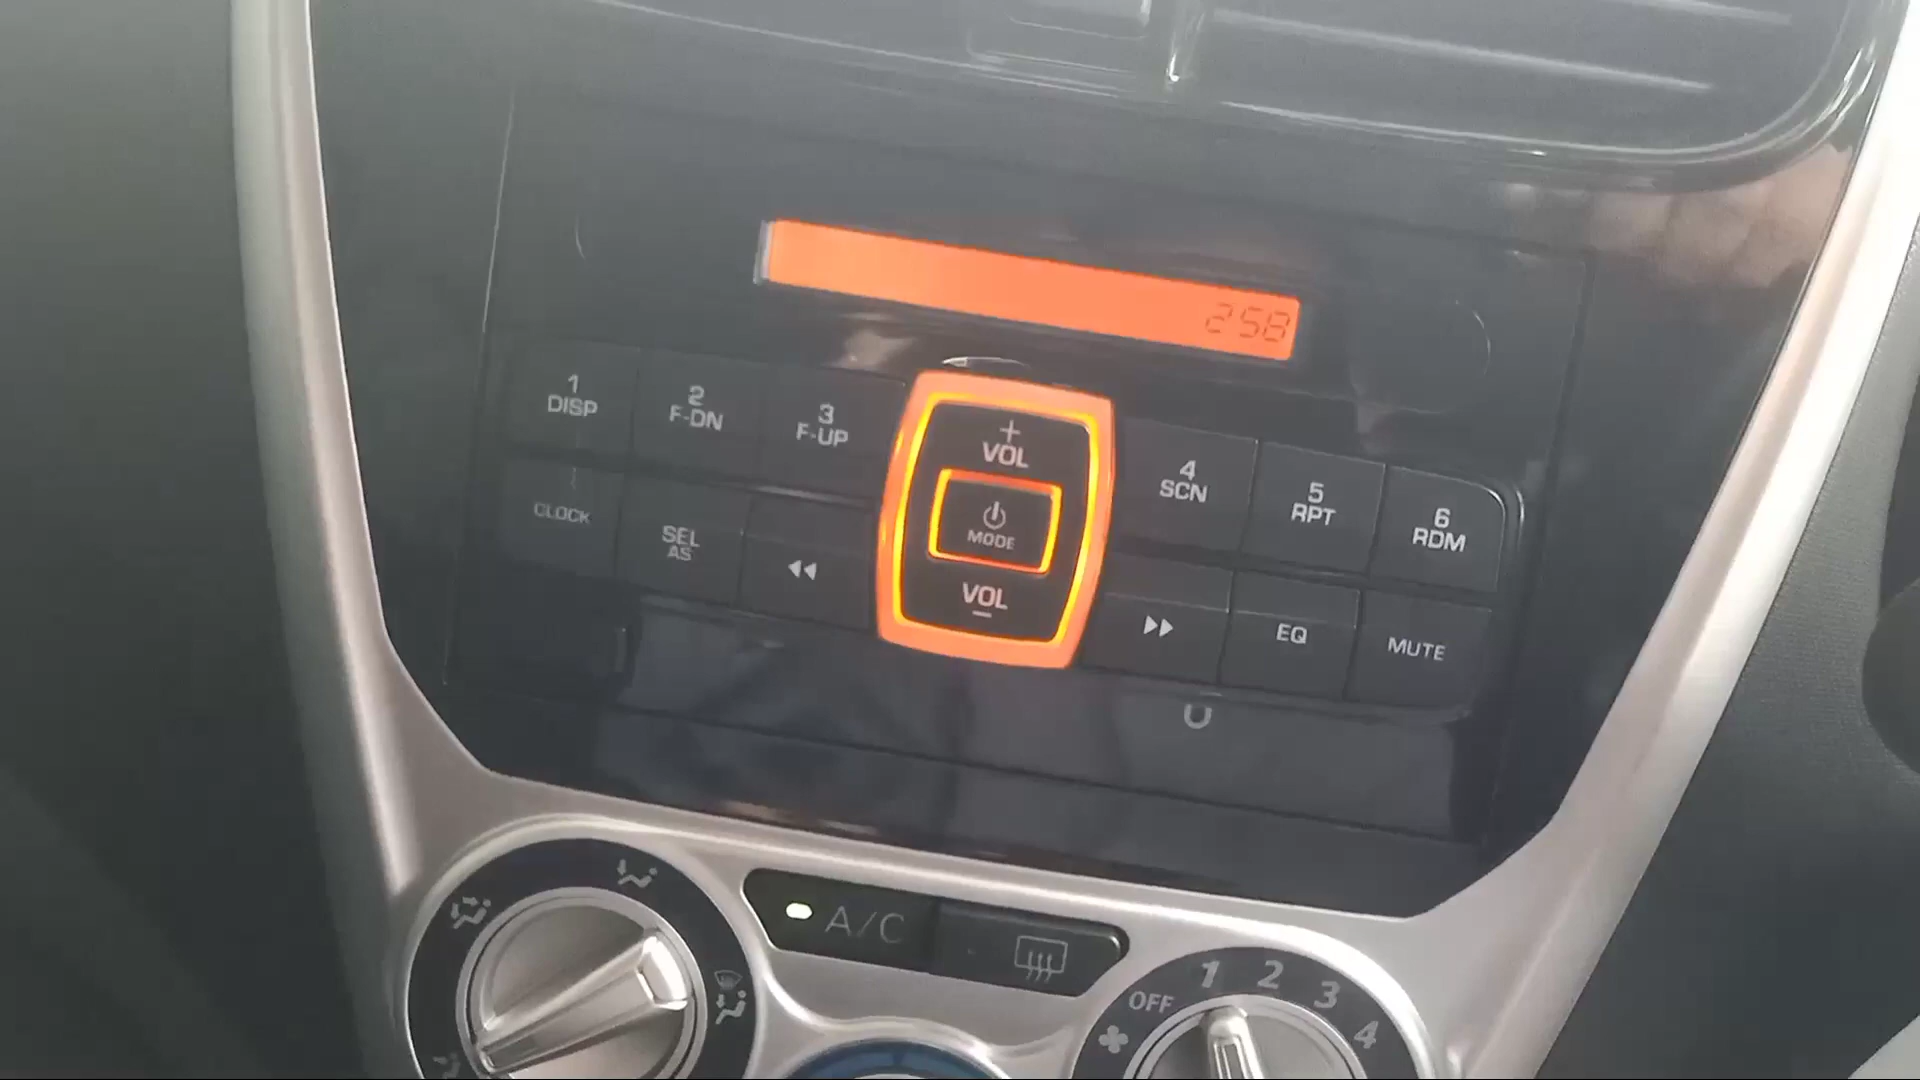 2:58
1
DISP
2
F-DN
3
F-UP
+
VOL
4
SCN
5
RPT
6
RDM
CLOCK
SEL
AS
MODE
VOL
−
EQ
MUTE
A/C
OFF
1
2
3
4